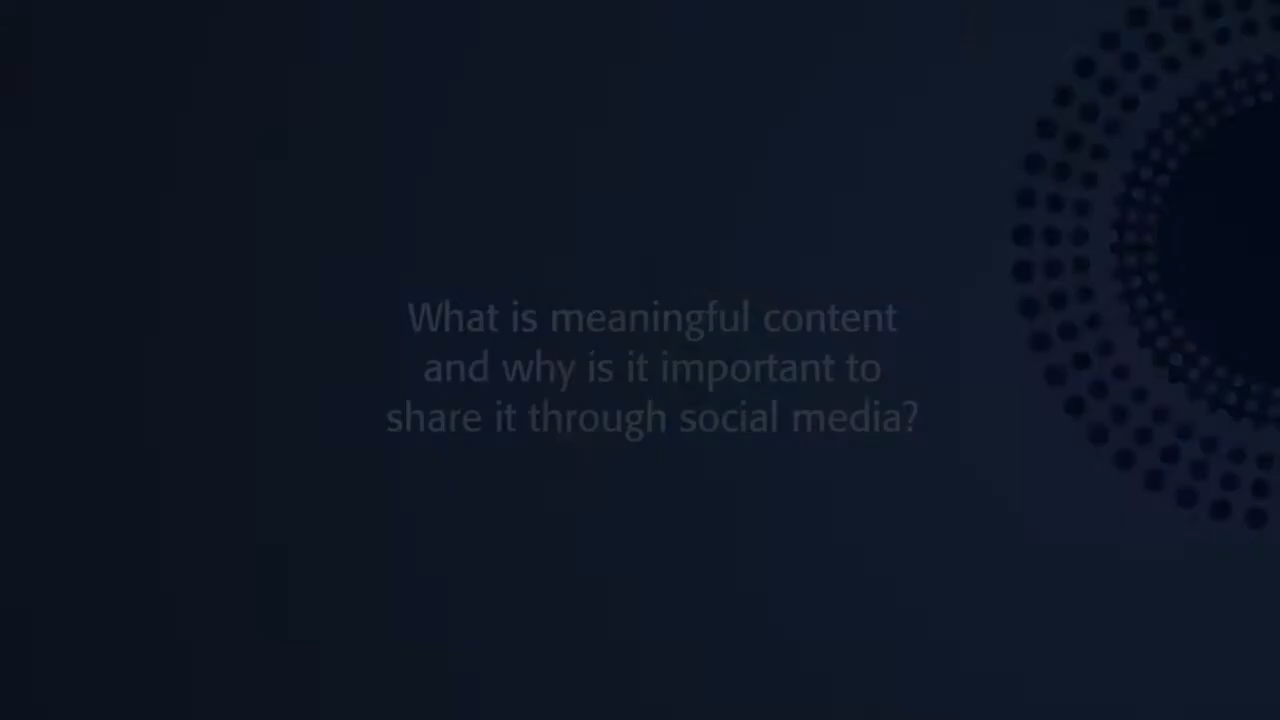 What is meaningful content
and why is it important to
share it through social media?